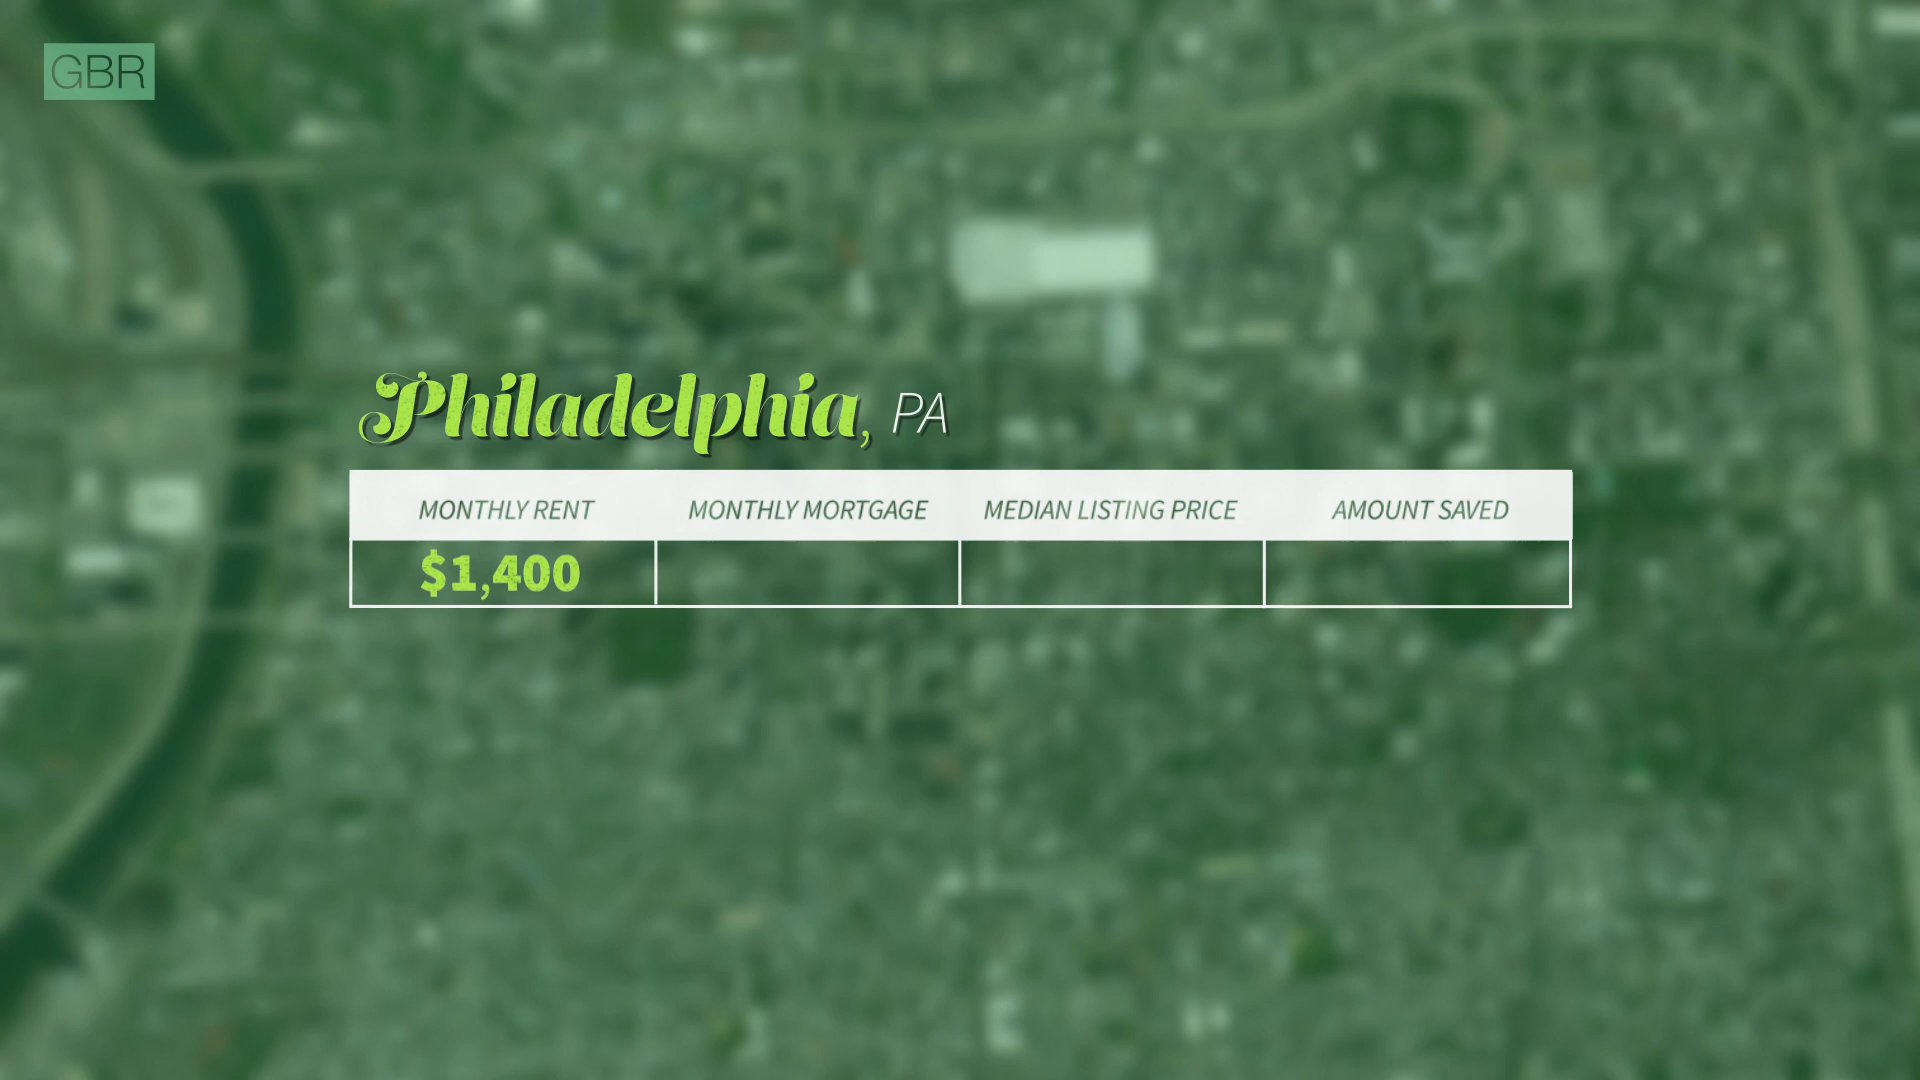 GBR
Philadelphia, PA
MONTHLY RENT MONTHLY MORTGAGE MEDIAN LISTING PRICE AMOUNT SAVED
$1,400